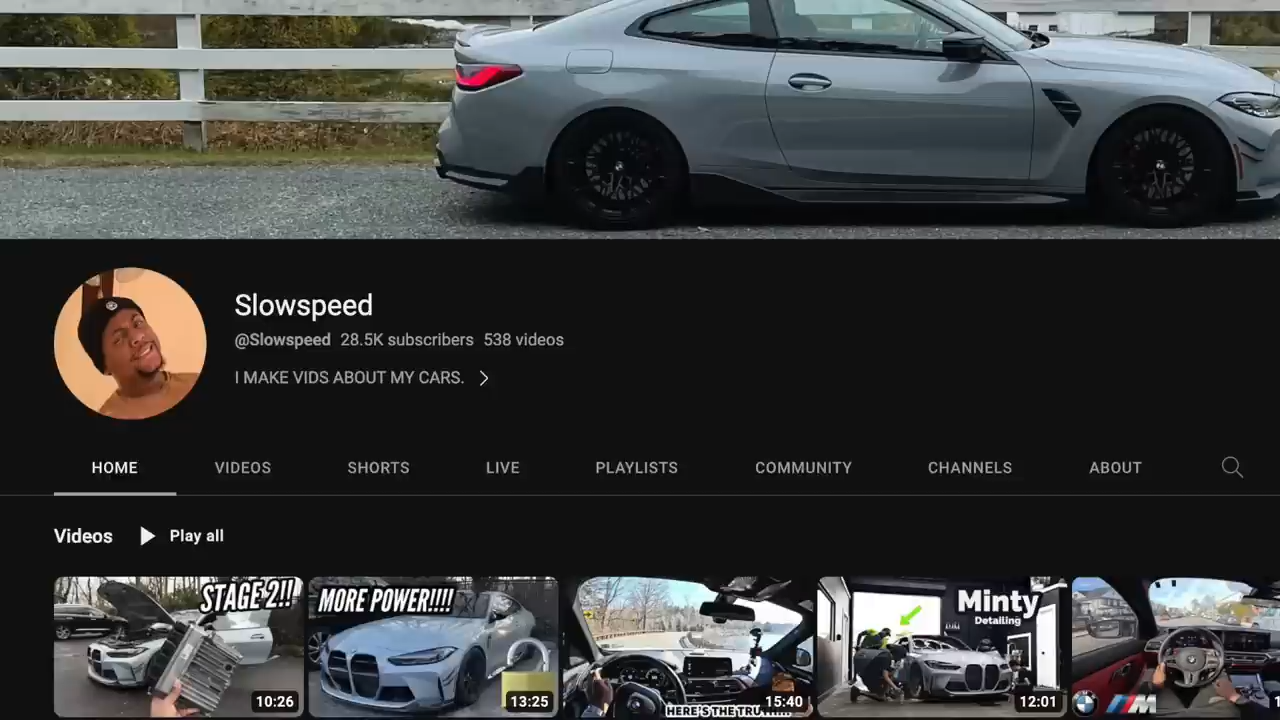 Slowspeed
@Slowspeed 28.5K subscribers 538 videos
I MAKE VIDS ABOUT MY CARS.
HOME VIDEOS SHORTS LIVE PLAYLISTS COMMUNITY CHANNELS ABOUT
Videos Play all
STAGE 2!!
10:26
MORE POWER!!!!
13:25
HERE'S THE
15:40
Minty
Detailing
12:01
M